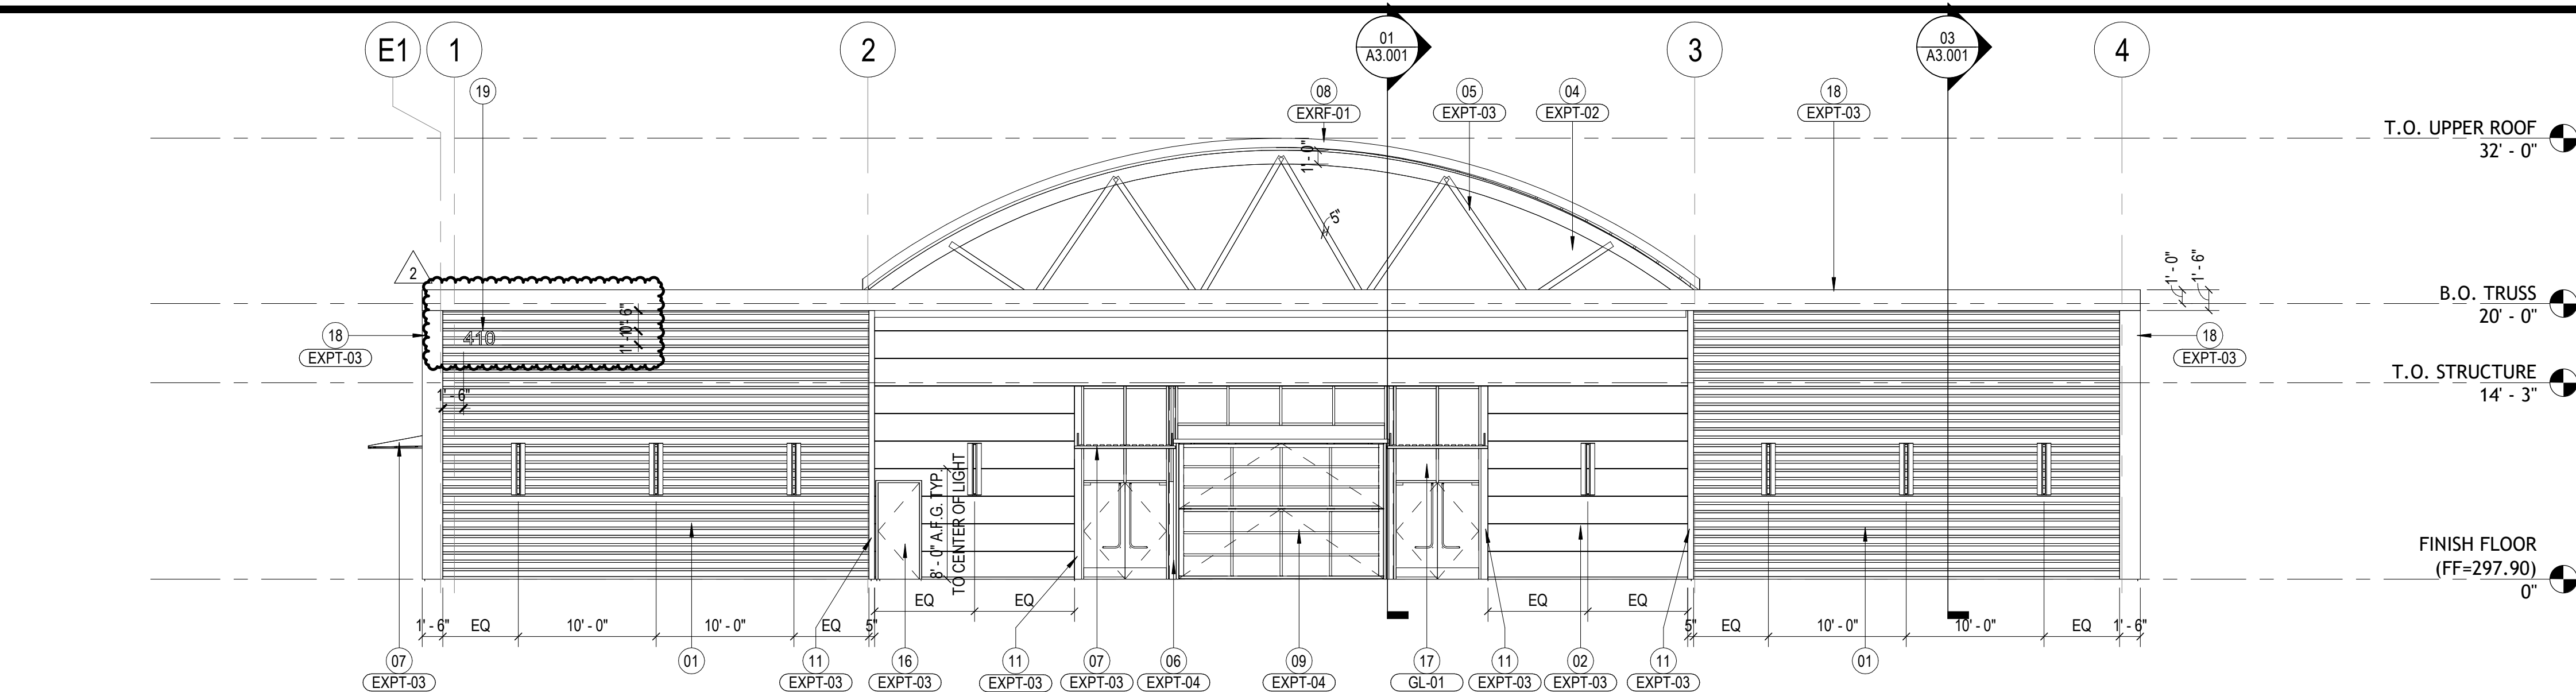 E1
1
2
01
A3.001
3
03
A3.001
4
19
08
EXRF-01
05
EXPT-03
04
EXPT-02
18
EXPT-03
T.O. UPPER ROOF
32' - 0"
1' - 0"
5"
2
1' - 0"
1' - 6"
B.O. TRUSS
20' - 0"
6"
1' - 0"
410
18
EXPT-03
18
EXPT-03
T.O. STRUCTURE
14' - 3"
1' - 6"
8' - 0" A.F.G. TYP.
TO CENTER OF LIGHT
FINISH FLOOR
(FF=297.90)
0"
EQ
EQ
EQ
EQ
1' - 6"
EQ
10' - 0"
10' - 0"
EQ
5"
5"
EQ
10' - 0"
10' - 0"
EQ
1' - 6"
07
EXPT-03
01
11
EXPT-03
16
EXPT-03
11
EXPT-03
07
EXPT-03
06
EXPT-04
09
EXPT-04
17
GL-01
11
EXPT-03
02
EXPT-03
11
EXPT-03
01